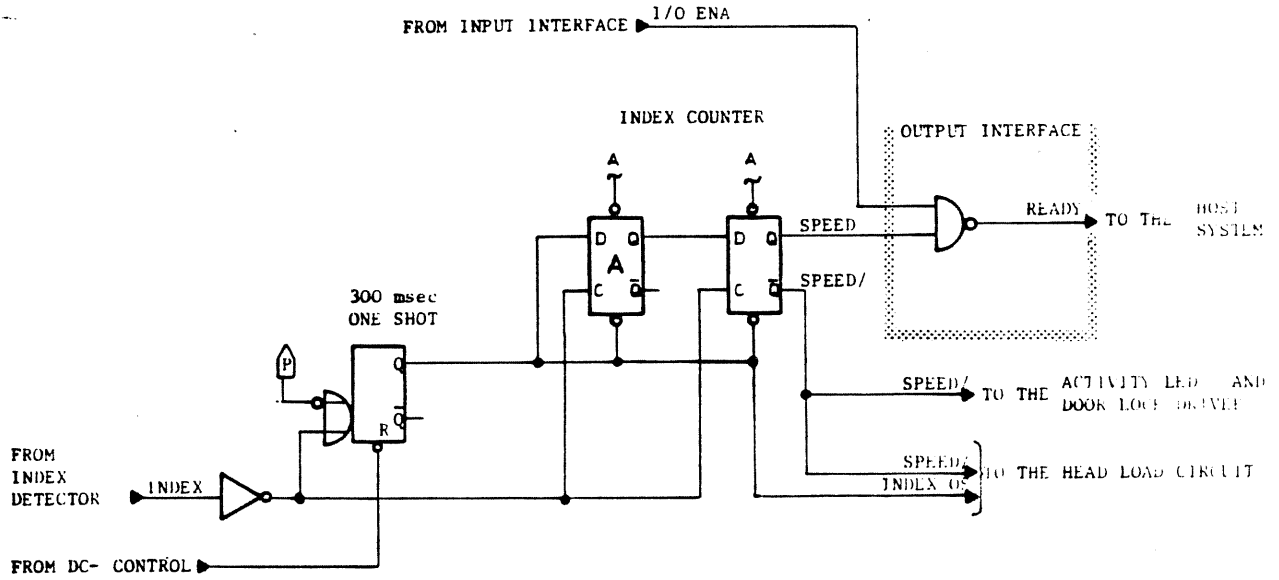 I/O ENA
FROM INPUT INTERFACE
INDEX COUNTER
OUTPUT INTERFACE
A
A
READY
TO THE HOST
SYSTEM
SPEED
D Q
D Q
A
C Q̅
C Q̅
SPEED/
300 msec
ONE SHOT
P
Q
Q̅
R
SPEED/
TO THE ACTIVITY LED AND
DOOR LOCK DRIVER
FROM
INDEX
DETECTOR
INDEX
SPEED/
TO THE HEAD LOAD CIRCUIT
INDEX OS
FROM DC- CONTROL